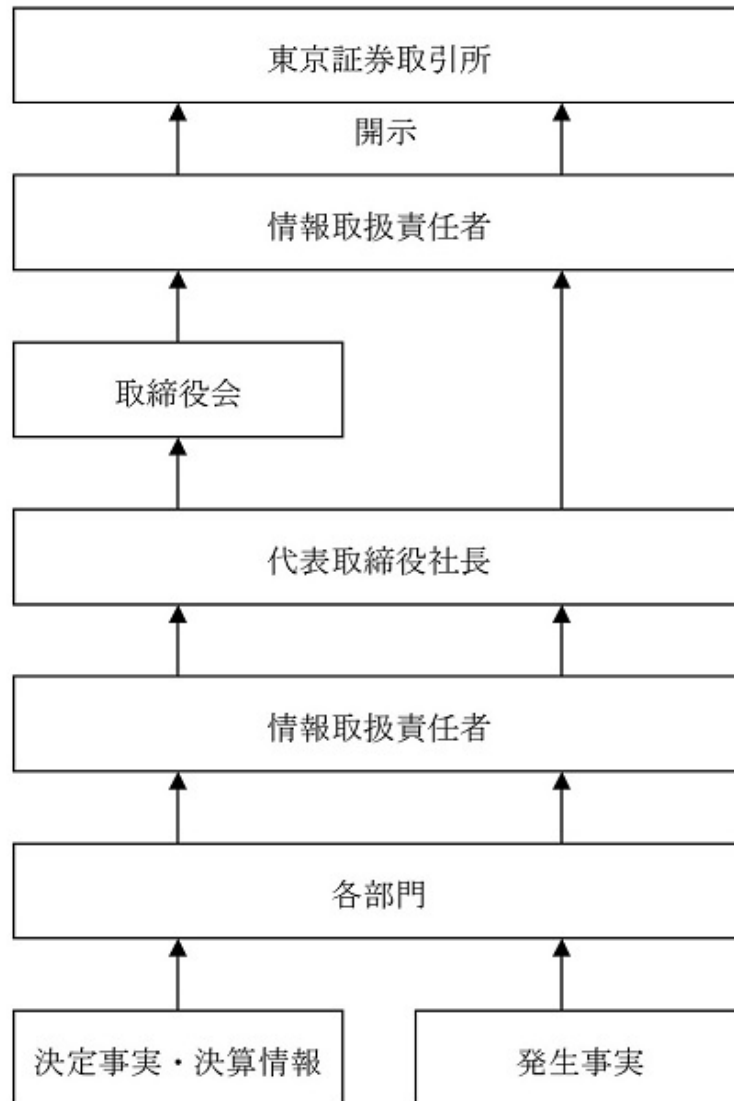 東京証券取引所
開示
情報取扱責任者
取締役会
代表取締役社長
情報取扱責任者
各部門
決定事実・決算情報
発生事実